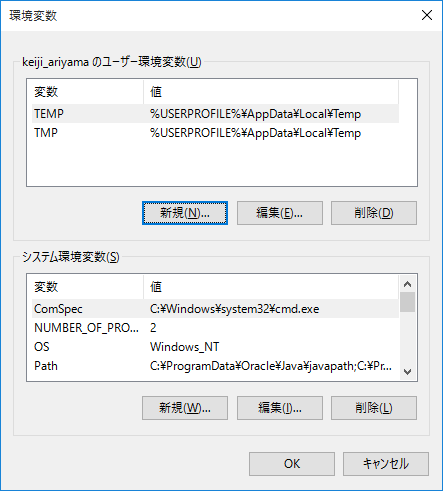 環境変数
keiji_ariyama のユーザー環境変数(U)
変数 値
TEMP %USERPROFILE%¥AppData¥Local¥Temp
TMP %USERPROFILE%¥AppData¥Local¥Temp
新規(N)... 編集(E)... 削除(D)
システム環境変数(S)
変数 値
ComSpec C:¥Windows¥system32¥cmd.exe
NUMBER_OF_PRO... 2
OS Windows_NT
Path C:¥ProgramData¥Oracle¥Java¥javapath;C:¥Pr...
新規(W)... 編集(I)... 削除(L)
OK キャンセル